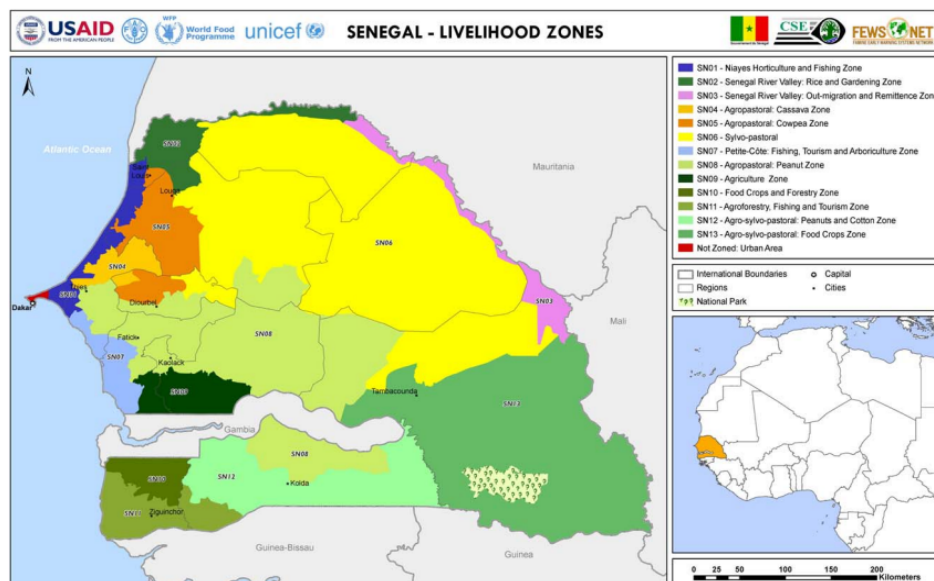 USAID
FROM THE AMERICAN PEOPLE
WFP
World Food
Programme
unicef
SENEGAL - LIVELIHOOD ZONES
CSE
FEWS NET
FAMINE EARLY WARNING SYSTEMS NETWORK
N
Atlantic Ocean
Mauritania
Mali
Gambia
Guinea-Bissau
Guinea
SN02
Louga
SN05
SN04
SN06
Dakar
Diourbel
SN03
Fatick
SN07
Kaolack
SN08
SN09
Tambacounda
SN13
SN08
SN12
Kolda
SN10
SN11
Ziguinchor
SN01 - Niayes Horticulture and Fishing Zone
SN02 - Senegal River Valley: Rice and Gardening Zone
SN03 - Senegal River Valley: Out-migration and Remittence Zon
SN04 - Agropastoral: Cassava Zone
SN05 - Agropastoral: Cowpea Zone
SN06 - Sylvo-pastoral
SN07 - Petite-Côte: Fishing, Tourism and Arboriculture Zone
SN08 - Agropastoral: Peanut Zone
SN09 - Agriculture Zone
SN10 - Food Crops and Forestry Zone
SN11 - Agroforestry, Fishing and Tourism Zone
SN12 - Agro-sylvo-pastoral: Peanuts and Cotton Zone
SN13 - Agro-sylvo-pastoral: Food Crops Zone
Not Zoned: Urban Area
International Boundaries
Capital
Regions
Cities
National Park
0 25 50 100 150 200
Kilometers